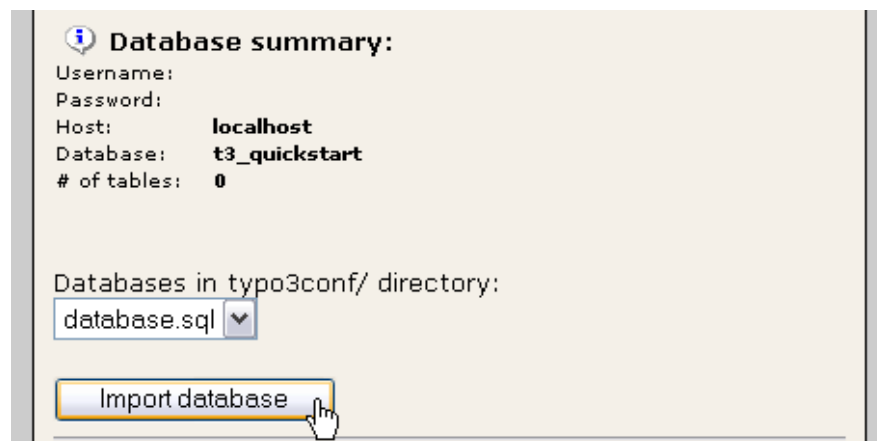 Database summary:
Username:
Password:
Host: localhost
Database: t3_quickstart
# of tables: 0
Databases in typo3conf/ directory:
database.sql
Import database